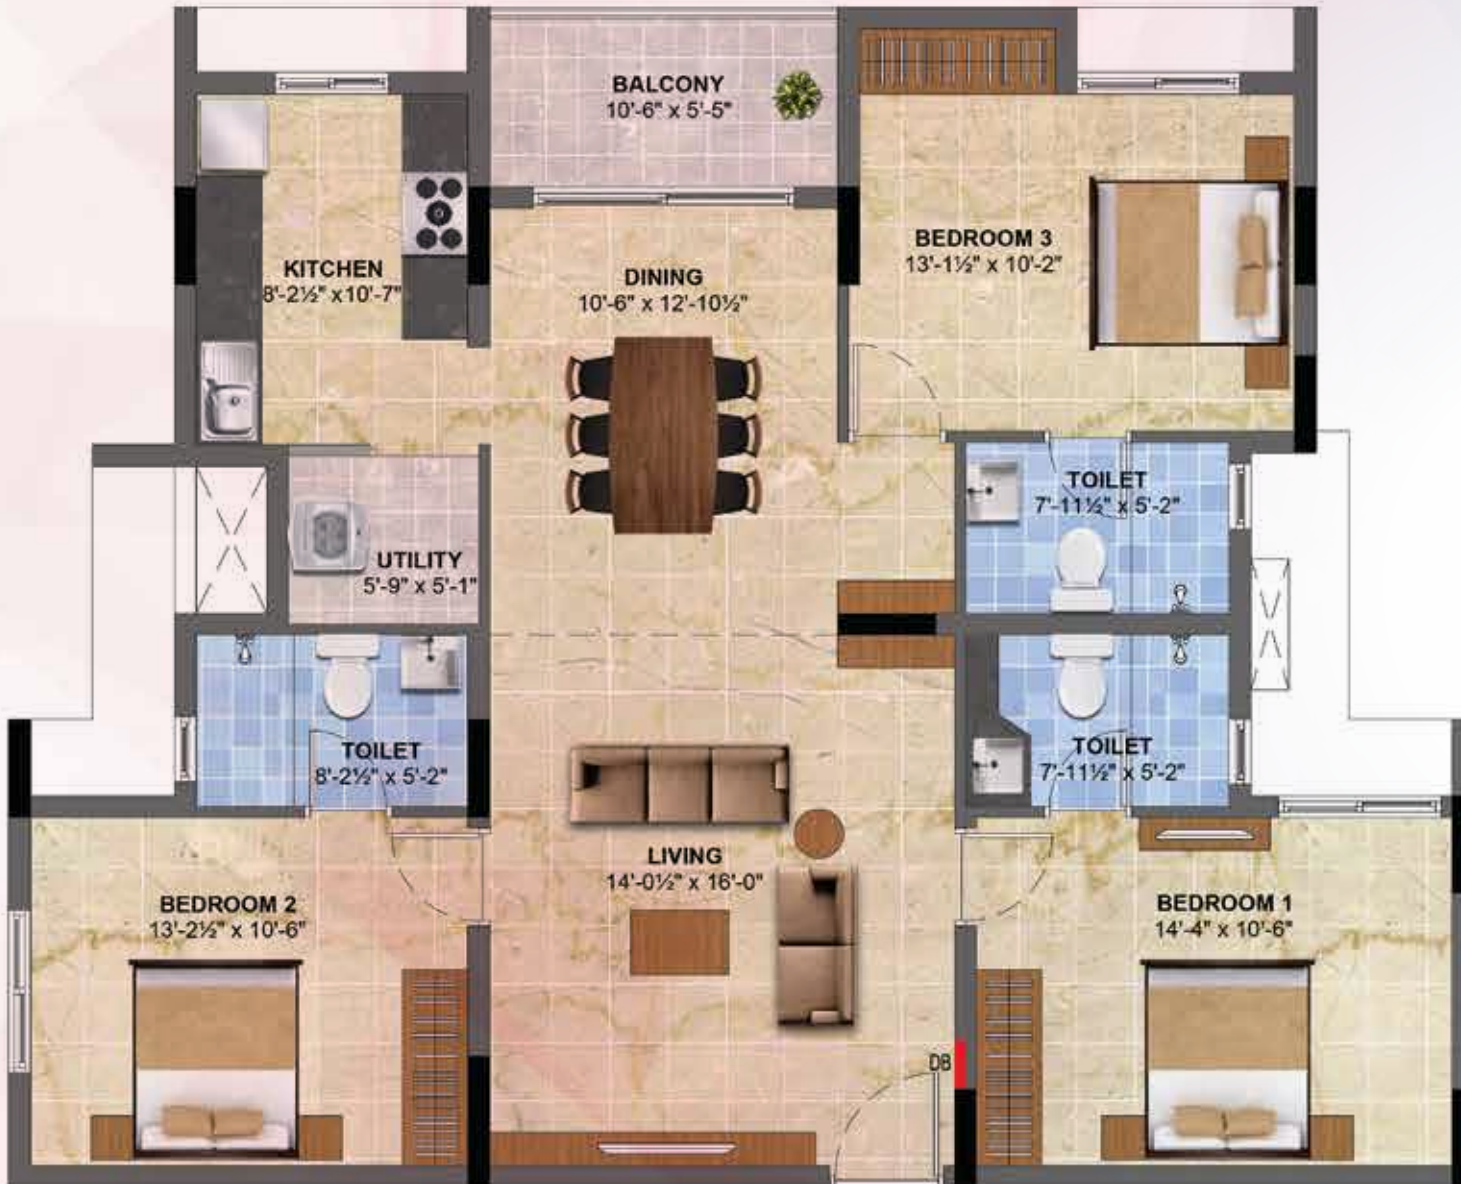 BALCONY
10'-6" x 5'-5"
BEDROOM 3
13'-1½" x 10'-2"
KITCHEN
8'-2½" x10'-7"
DINING
10'-6" x 12'-10½"
TOILET
7'-11½" x 5'-2"
UTILITY
5'-9" x 5'-1"
TOILET
8'-2½" x 5'-2"
TOILET
7'-11½" x 5'-2"
LIVING
14'-0½" x 16'-0"
BEDROOM 2
13'-2½" x 10'-6"
BEDROOM 1
14'-4" x 10'-6"
DB